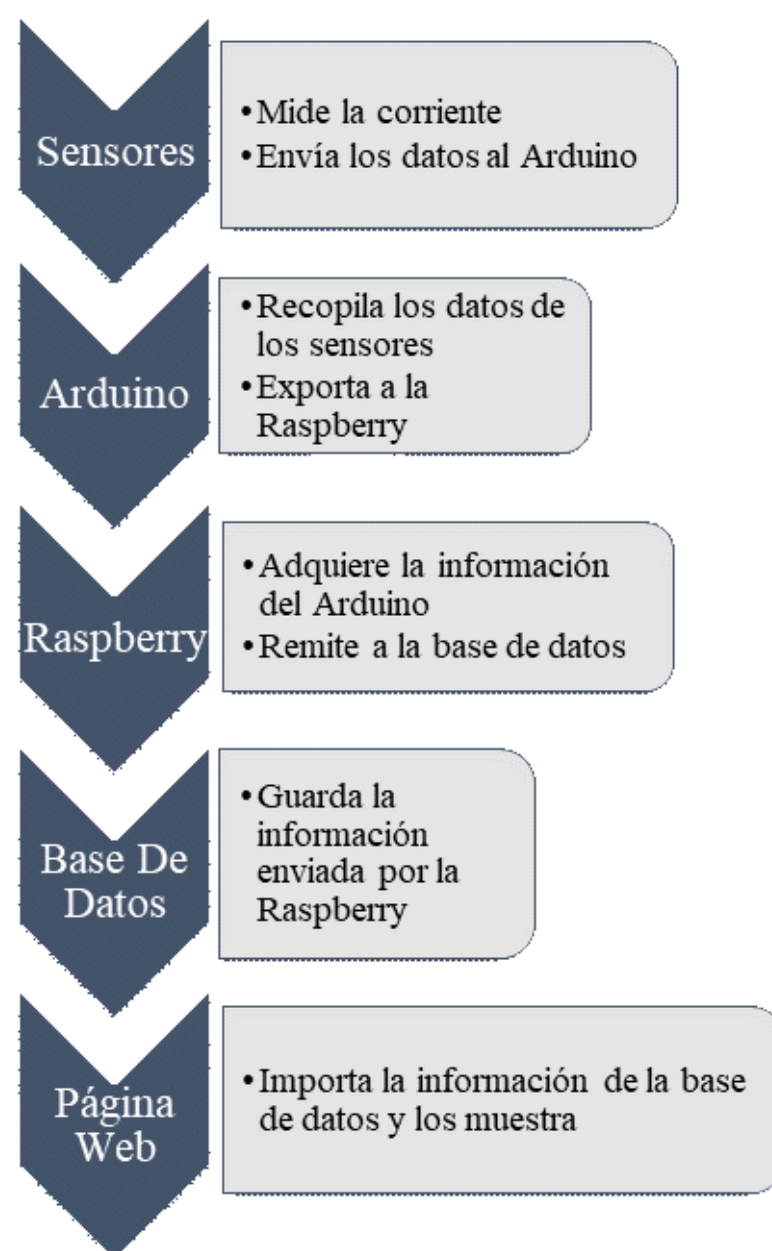 Sensores
• Mide la corriente
• Envía los datos al Arduino
Arduino
• Recopila los datos de
los sensores
• Exporta a la
Raspberry
Raspberry
• Adquiere la información
del Arduino
• Remite a la base de datos
Base De
Datos
• Guarda la
información
enviada por la
Raspberry
Página
Web
• Importa la información de la base
de datos y los muestra